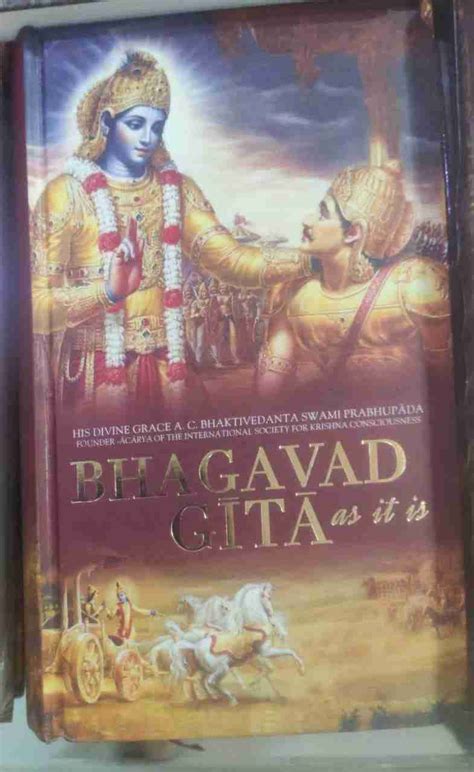 HIS DIVINE GRACE A. C. BHAKTIVEDANTA SWAMI PRABHUPĀDA
FOUNDER -ĀCĀRYA OF THE INTERNATIONAL SOCIETY FOR KRISHNA CONSCIOUSNESS
BHAGAVAD
GĪTĀ as it is